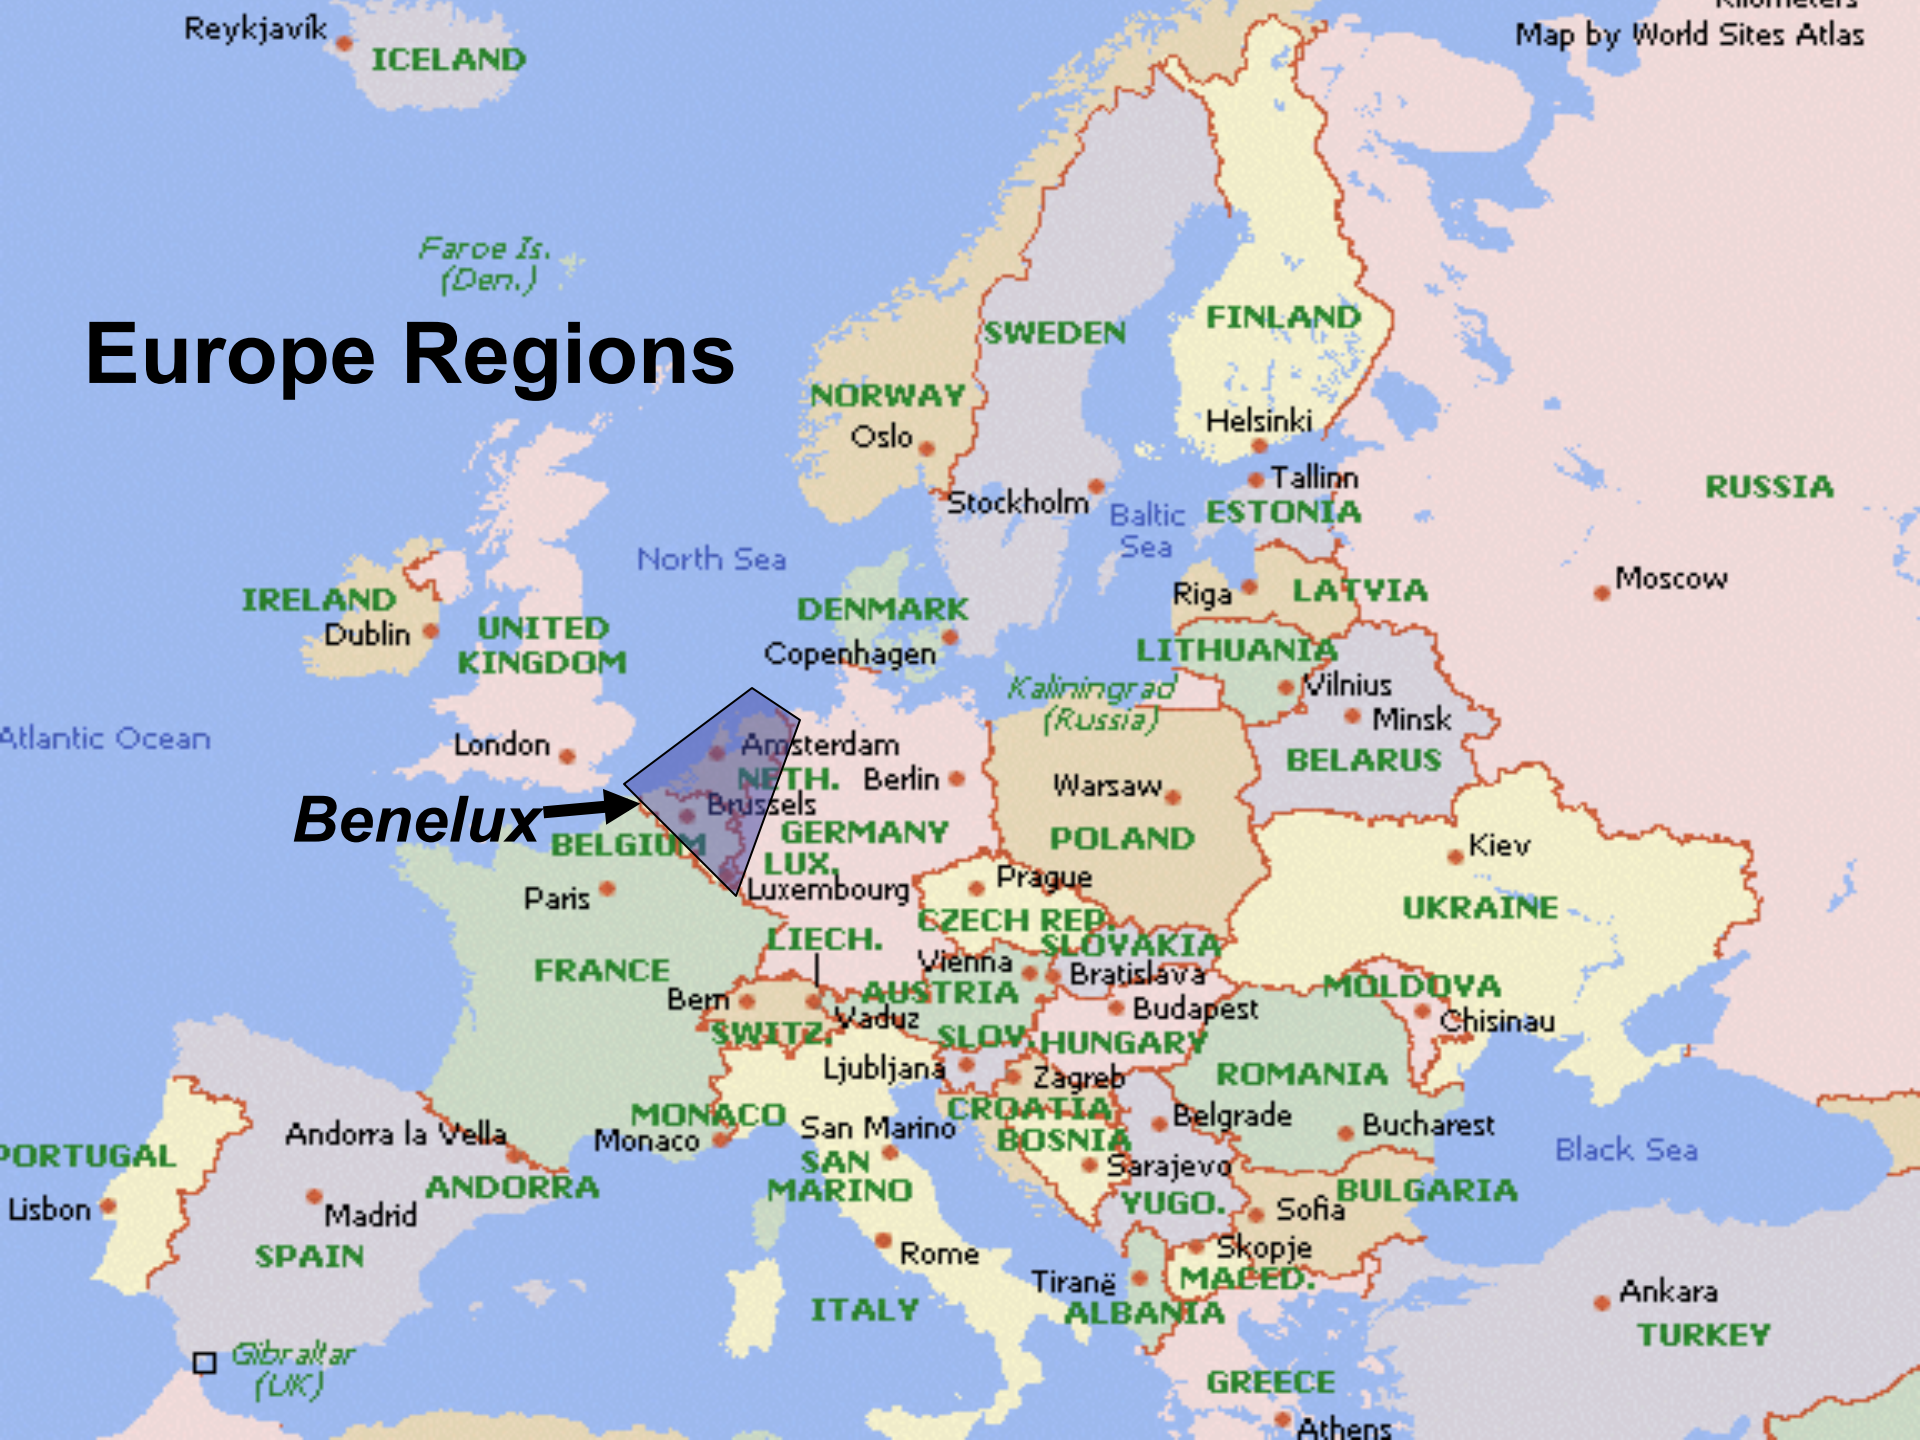 Kilometers
Map by World Sites Atlas
Reykjavík
ICELAND
Faroe Is.
(Den.)
Europe Regions
SWEDEN
FINLAND
NORWAY
Oslo
Helsinki
Tallinn
Stockholm
Baltic
Sea
ESTONIA
RUSSIA
North Sea
Moscow
IRELAND
Dublin
UNITED
KINGDOM
DENMARK
Copenhagen
Riga
LATVIA
LITHUANIA
Kaliningrad
(Russia)
Vilnius
Minsk
Atlantic Ocean
London
Amsterdam
NETH.
Berlin
Warsaw
BELARUS
Benelux
Brussels
BELGIUM
GERMANY
LUX.
Luxembourg
POLAND
Kiev
Paris
Prague
CZECH REP.
UKRAINE
FRANCE
LIECH.
SLOVAKIA
Vienna
Bratislava
Bern
AUSTRIA
MOLDOVA
Budapest
Vaduz
SWITZ.
SLOV.
HUNGARY
Chisinau
Ljubljana
Zagreb
ROMANIA
MONACO
Monaco
San Marino
SAN
MARINO
CROATIA
BOSNIA
Belgrade
Bucharest
Black Sea
PORTUGAL
Andorra la Vella
ANDORRA
Sarajevo
YUGO.
BULGARIA
Sofia
Lisbon
Madrid
SPAIN
Rome
Skopje
MACED.
Tiranë
ALBANIA
ITALY
Ankara
TURKEY
Gibraltar
(UK)
GREECE
Athens